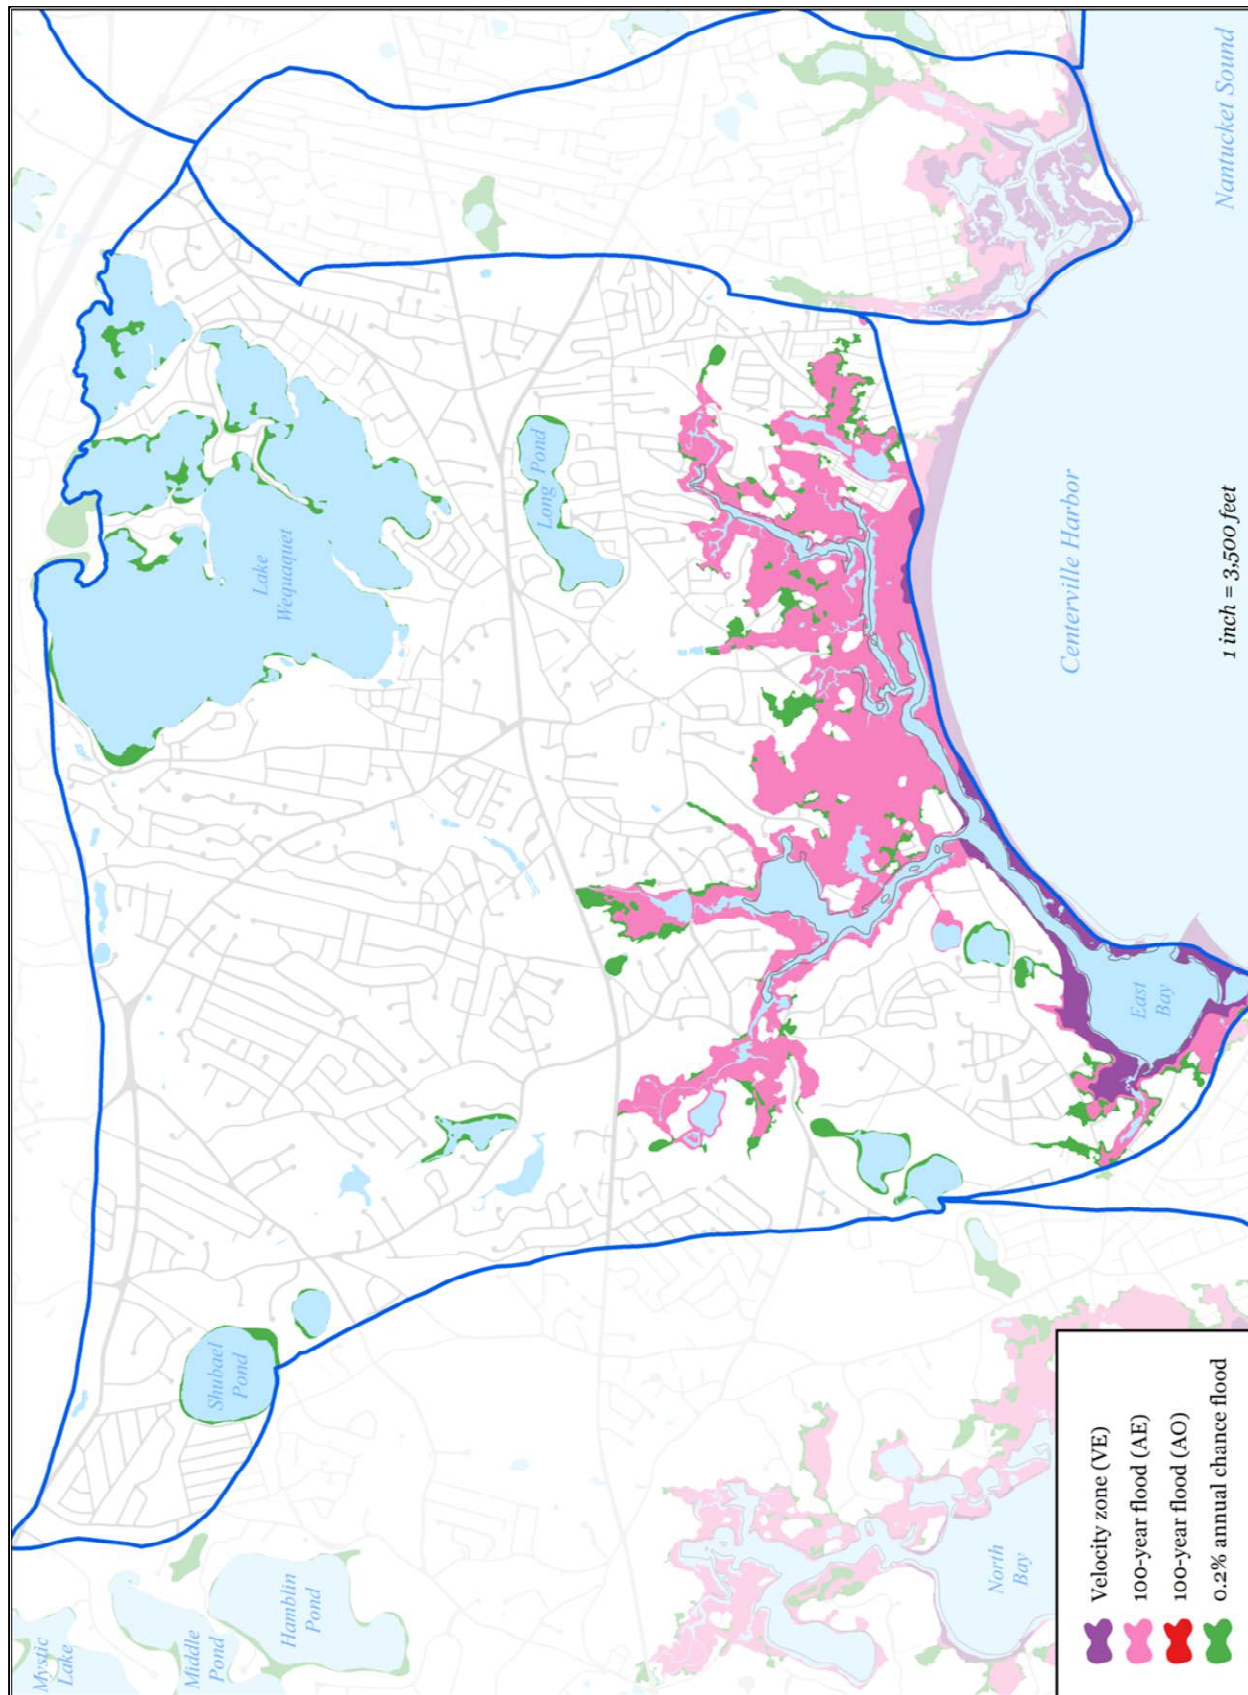 Mystic
Lake
Middle
Pond
Hamblin
Pond
Shubael
Pond
Lake
Wequaquet
Long Pond
North
Bay
East
Bay
Centerville Harbor
Nantucket Sound
1 inch = 3,500 feet
Velocity zone (VE)
100-year flood (AE)
100-year flood (AO)
0.2% annual chance flood